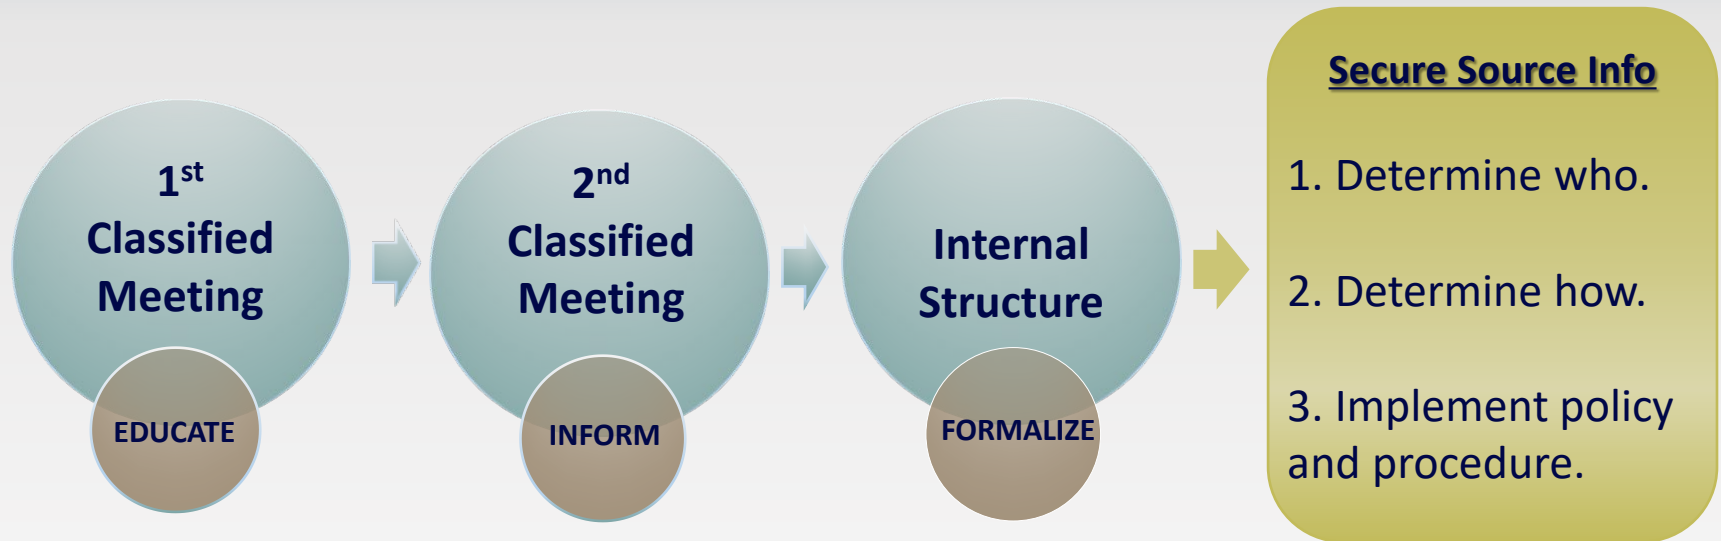 1st
Classified
Meeting
EDUCATE
2nd
Classified
Meeting
INFORM
Internal
Structure
FORMALIZE
Secure Source Info
1. Determine who.
2. Determine how.
3. Implement policy
and procedure.